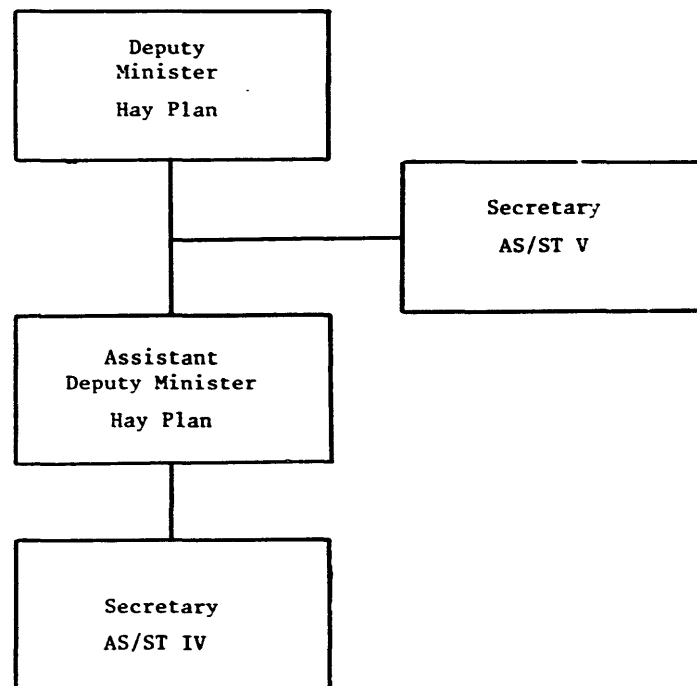 Deputy
Minister
Hay Plan
Secretary
AS/ST V
Assistant
Deputy Minister
Hay Plan
Secretary
AS/ST IV